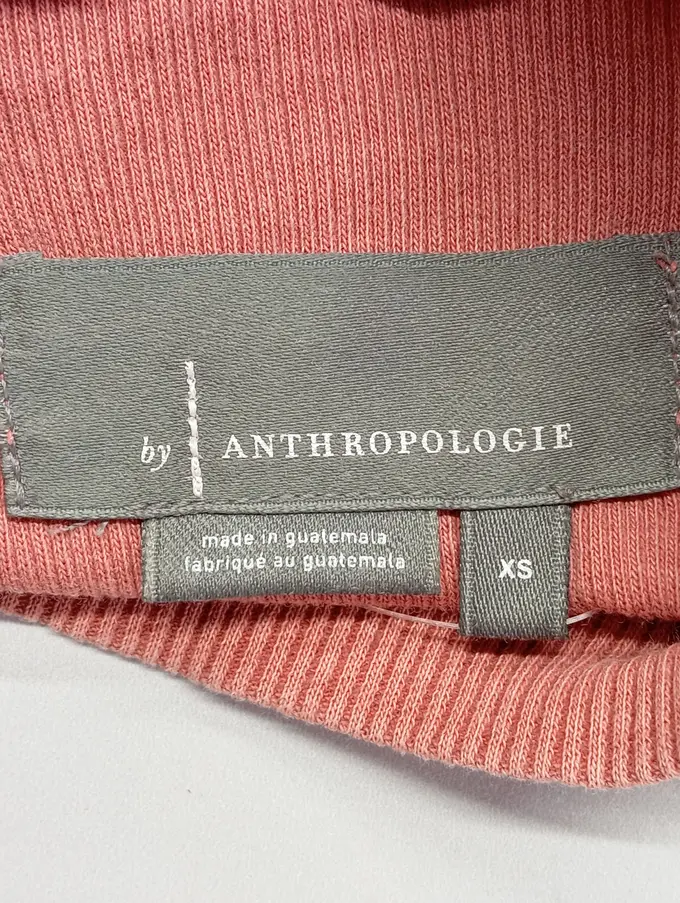 by ANTHROPOLOGIE
made in guatemala
fabriqué au guatemala
XS